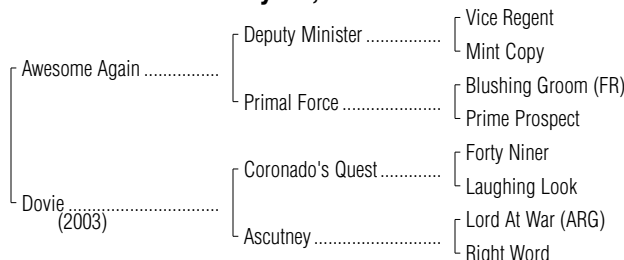 Vice Regent
Deputy Minister
Mint Copy
Awesome Again
Blushing Groom (FR)
Primal Force
Prime Prospect
Forty Niner
Coronado's Quest
Laughing Look
Dovie
(2003)
Lord At War (ARG)
Ascutney
Right Word